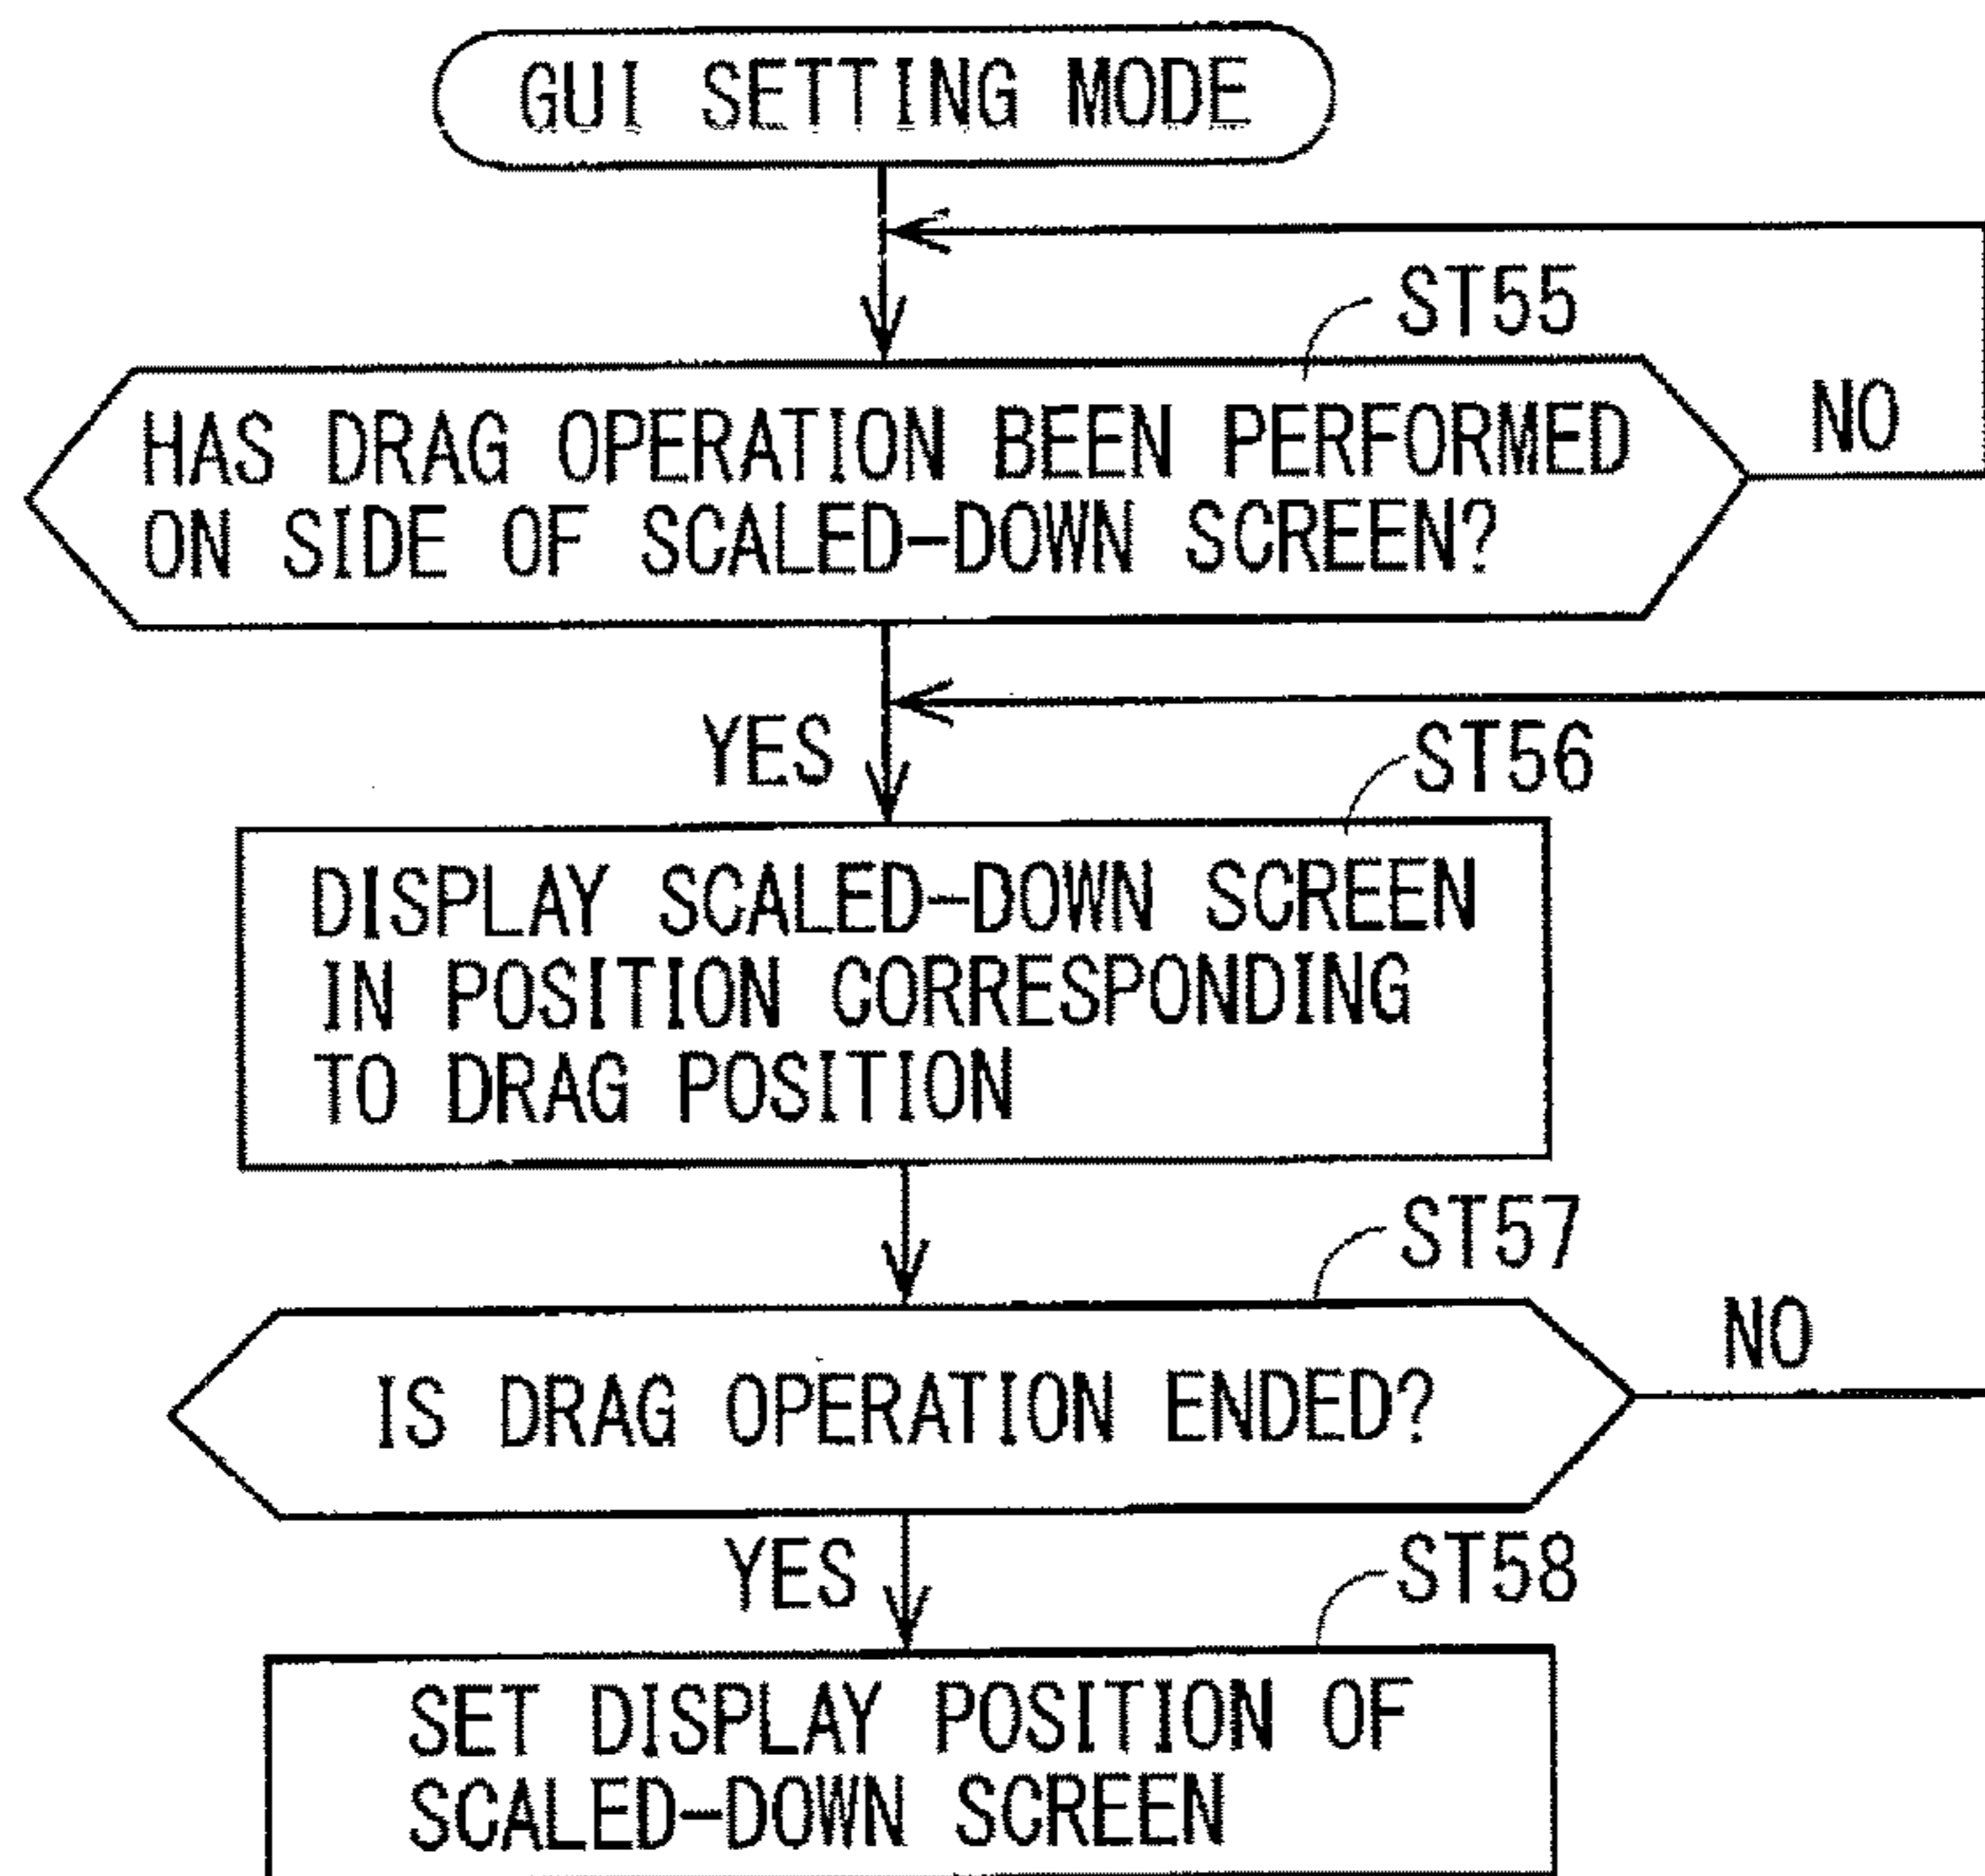 GUI SETTING MODE
ST55
HAS DRAG OPERATION BEEN PERFORMED
ON SIDE OF SCALED-DOWN SCREEN?
NO
YES
ST56
DISPLAY SCALED-DOWN SCREEN
IN POSITION CORRESPONDING
TO DRAG POSITION
ST57
IS DRAG OPERATION ENDED?
NO
YES
ST58
SET DISPLAY POSITION OF
SCALED-DOWN SCREEN